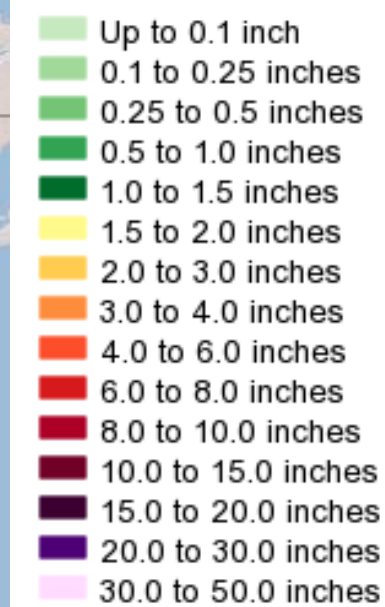 Up to 0.1 inch
0.1 to 0.25 inches
0.25 to 0.5 inches
0.5 to 1.0 inches
1.0 to 1.5 inches
1.5 to 2.0 inches
2.0 to 3.0 inches
3.0 to 4.0 inches
4.0 to 6.0 inches
6.0 to 8.0 inches
8.0 to 10.0 inches
10.0 to 15.0 inches
15.0 to 20.0 inches
20.0 to 30.0 inches
30.0 to 50.0 inches